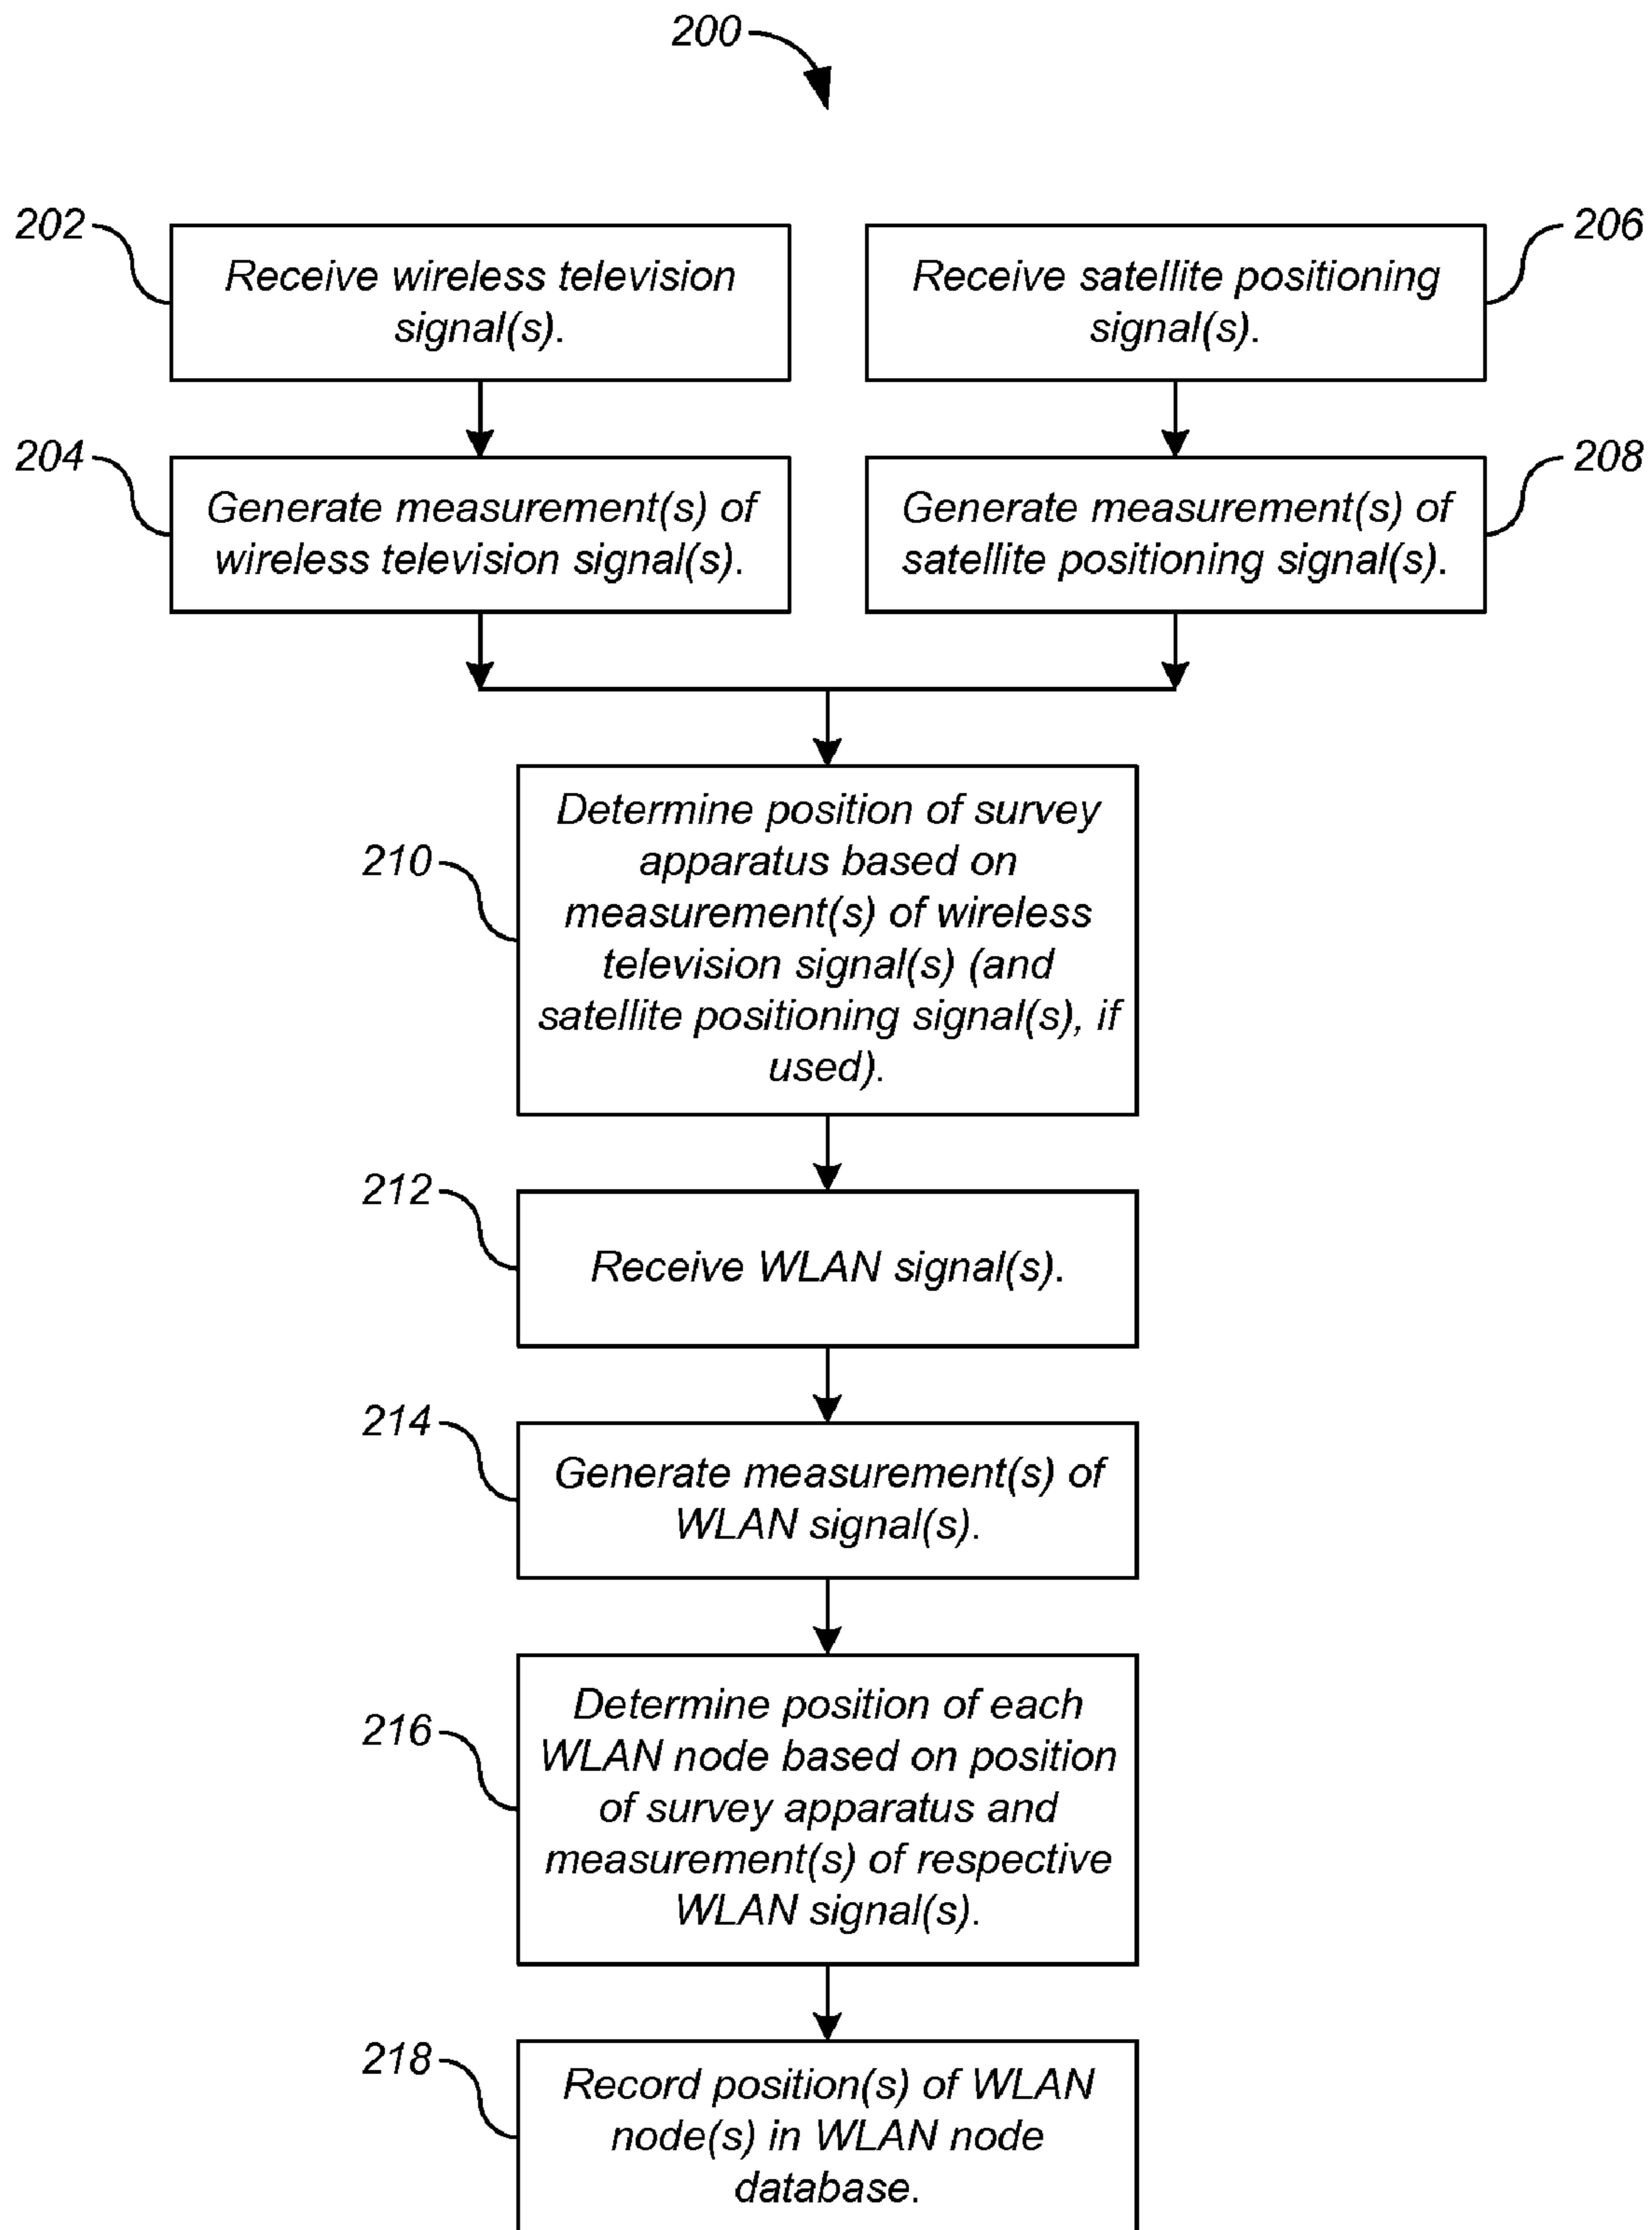 200
202
Receive wireless television
signal(s).
206
Receive satellite positioning
signal(s).
204
Generate measurement(s) of
wireless television signal(s).
208
Generate measurement(s) of
satellite positioning signal(s).
210
Determine position of survey
apparatus based on
measurement(s) of wireless
television signal(s) (and
satellite positioning signal(s), if
used).
212
Receive WLAN signal(s).
214
Generate measurement(s) of
WLAN signal(s).
216
Determine position of each
WLAN node based on position
of survey apparatus and
measurement(s) of respective
WLAN signal(s).
218
Record position(s) of WLAN
node(s) in WLAN node
database.